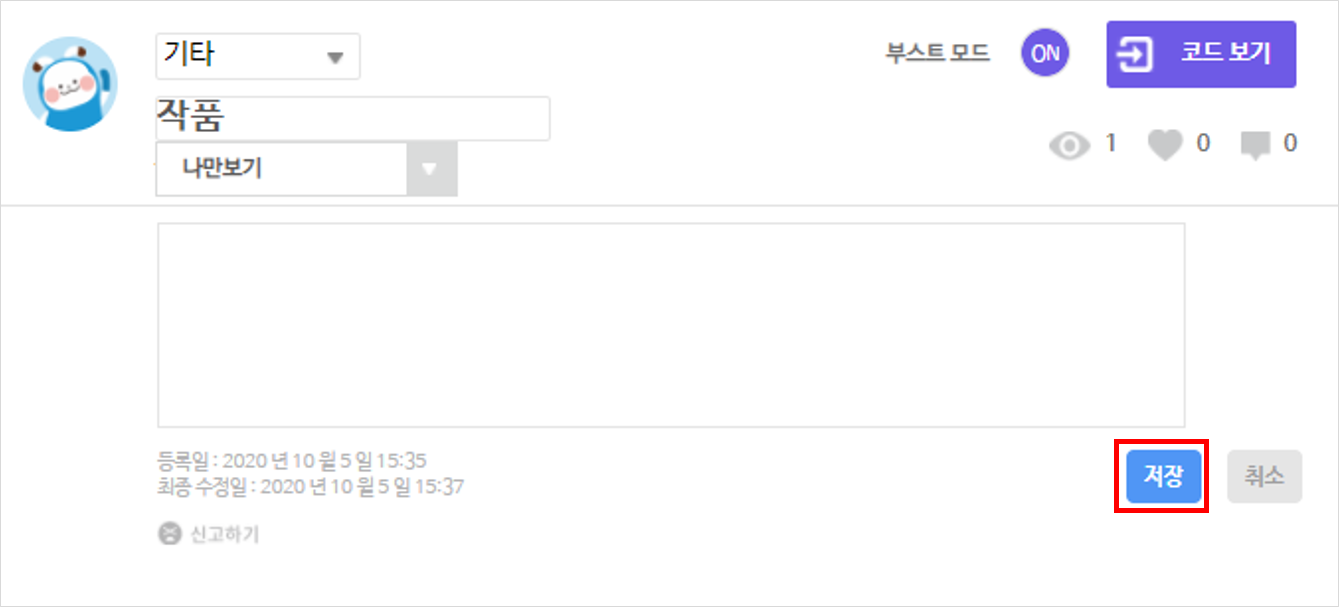 기타
부스트 모드 ON 코드 보기
작품
1 0 0
나만보기
등록일 : 2020 년 10 월 5 일 15:35
최종 수정일 : 2020 년 10 월 5 일 15:37
저장 취소
신고하기